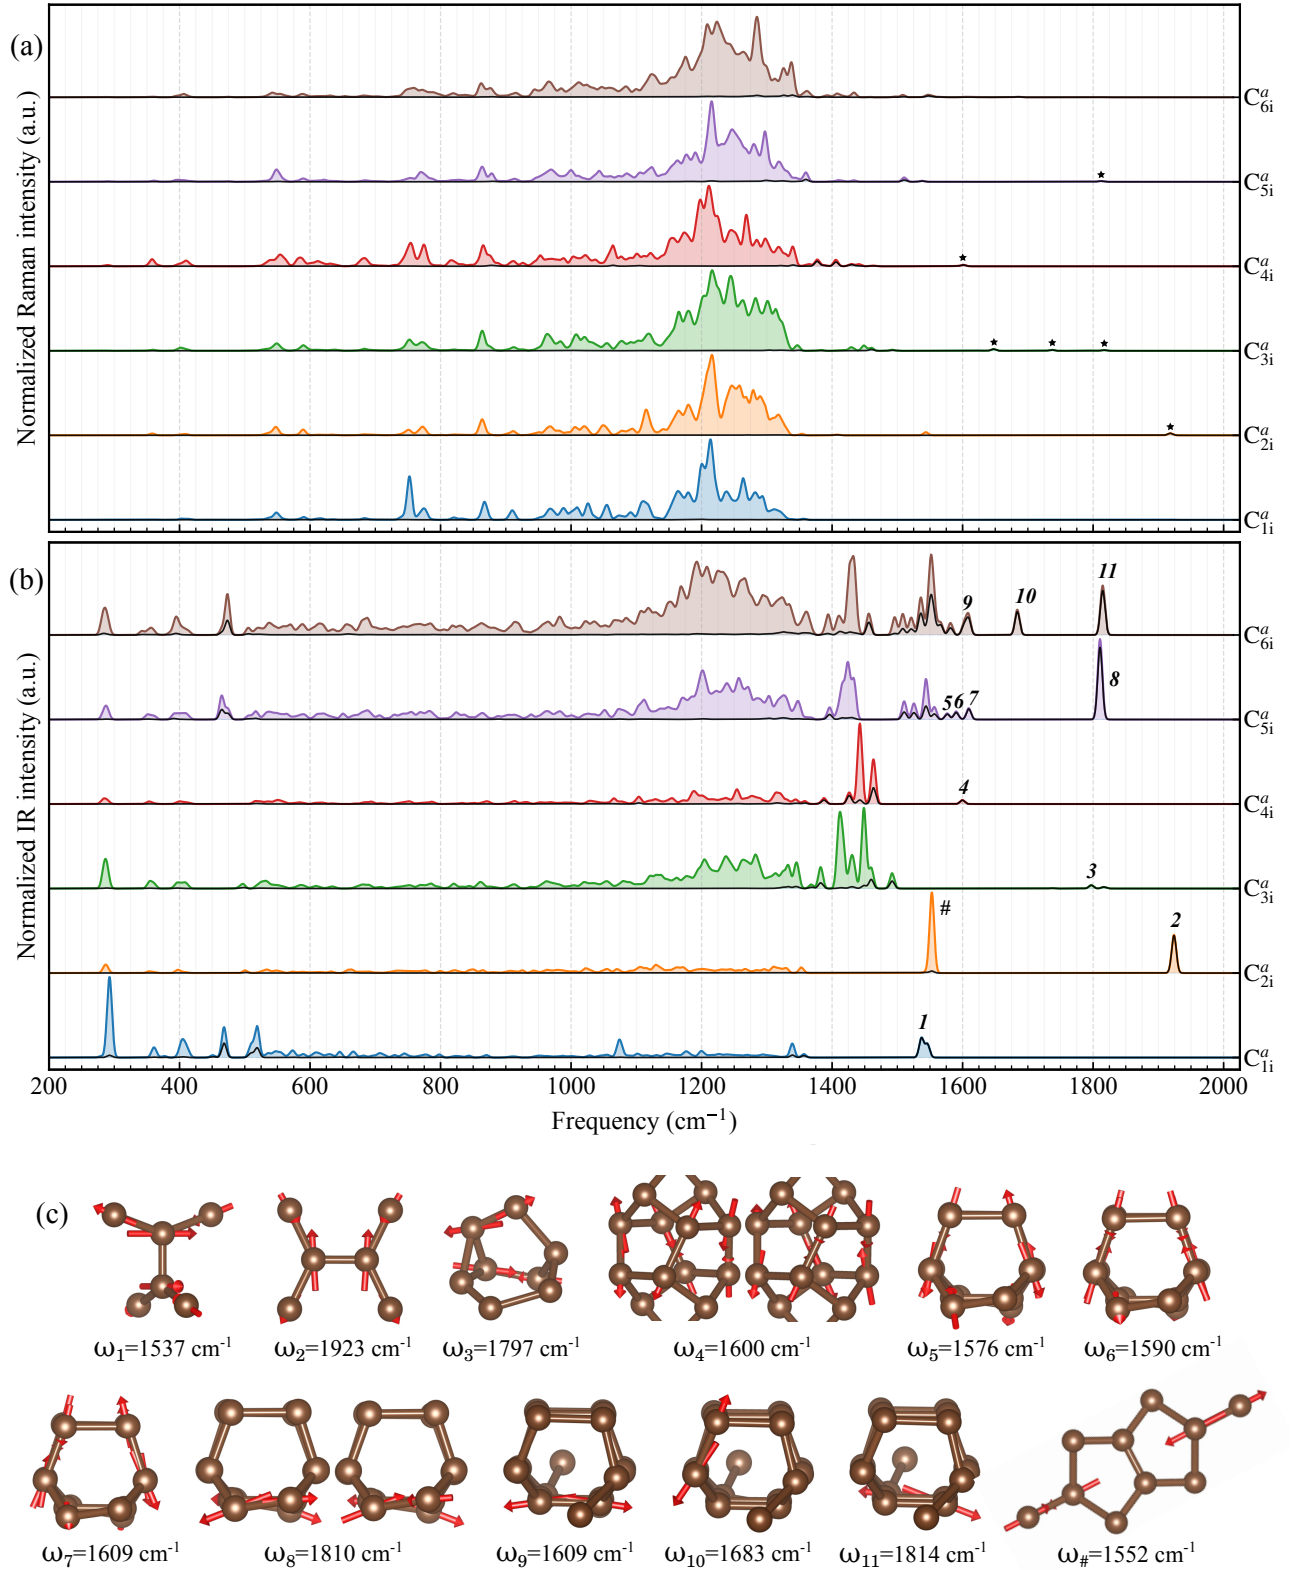 (a)
Normalized Raman intensity (a.u.)
C^a_6i
C^a_5i
C^a_4i
C^a_3i
C^a_2i
C^a_1i
(b)
Normalized IR intensity (a.u.)
9 10 11
C^a_6i
5 6 7 8
C^a_5i
4
C^a_4i
3
C^a_3i
# 2
C^a_2i
1
C^a_1i
200 400 600 800 1000 1200 1400 1600 1800 2000
Frequency (cm⁻¹)
(c)
ω₁=1537 cm⁻¹ ω₂=1923 cm⁻¹ ω₃=1797 cm⁻¹ ω₄=1600 cm⁻¹ ω₅=1576 cm⁻¹ ω₆=1590 cm⁻¹
ω₇=1609 cm⁻¹ ω₈=1810 cm⁻¹ ω₉=1609 cm⁻¹ ω₁₀=1683 cm⁻¹ ω₁₁=1814 cm⁻¹ ω#=1552 cm⁻¹